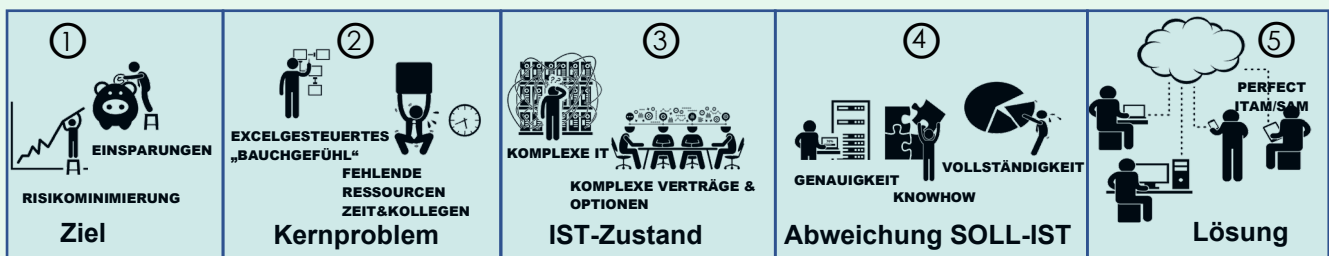 1
EINSPARUNGEN
RISIKOMINIMIERUNG
Ziel
2
EXCELGESTEUERTES
„BAUCHGEFÜHL“
FEHLENDE
RESSOURCEN
ZEIT&KOLLEGEN
Kernproblem
3
KOMPLEXE IT
KOMPLEXE VERTRÄGE &
OPTIONEN
IST-Zustand
4
GENAUIGKEIT
KNOWHOW
VOLLSTÄNDIGKEIT
Abweichung SOLL-IST
5
PERFECT
ITAM/SAM
Lösung